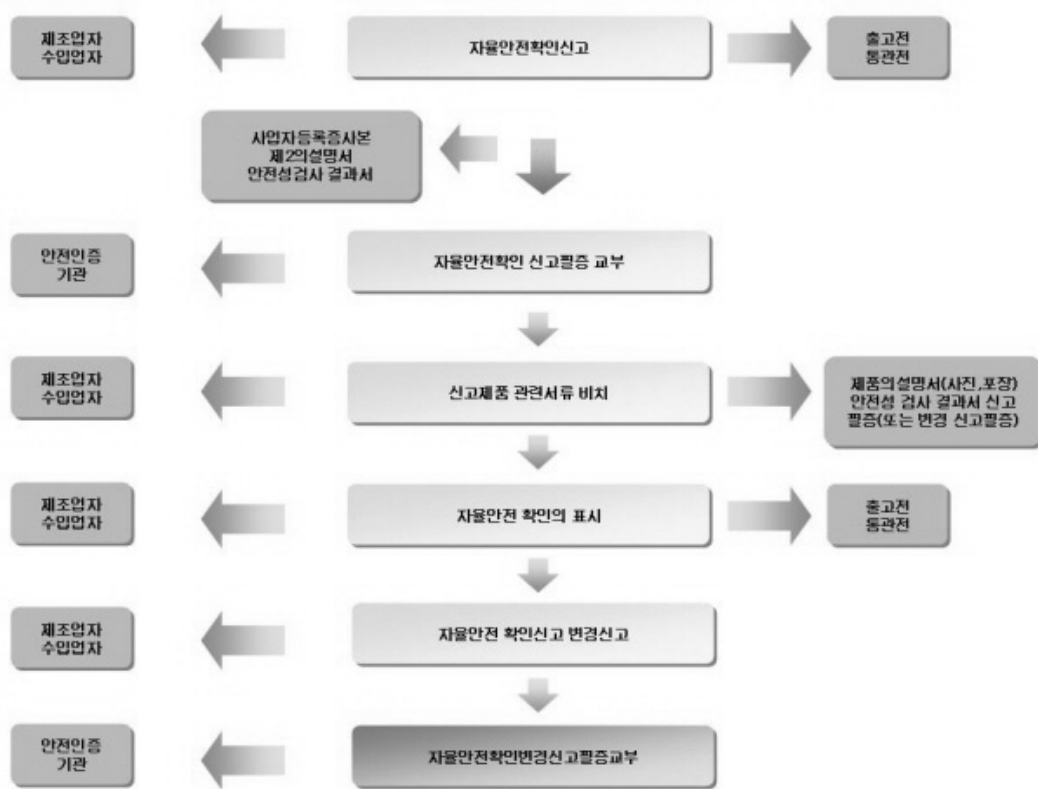 제조업자
수입업자
자율안전확인신고
출고전
통관전
사업자등록증사본
제2의설명서
안전성검사 결과서
안전인증
기관
자율안전확인 신고필증 교부
제조업자
수입업자
신고제품 관련서류 비치
제품의설명서(사진,포장)
안전성 검사 결과서 신고
필증(또는 변경 신고필증)
제조업자
수입업자
자율안전 확인의 표시
출고전
통관전
제조업자
수입업자
자율안전 확인신고 변경신고
안전인증
기관
자율안전확인변경신고필증교부